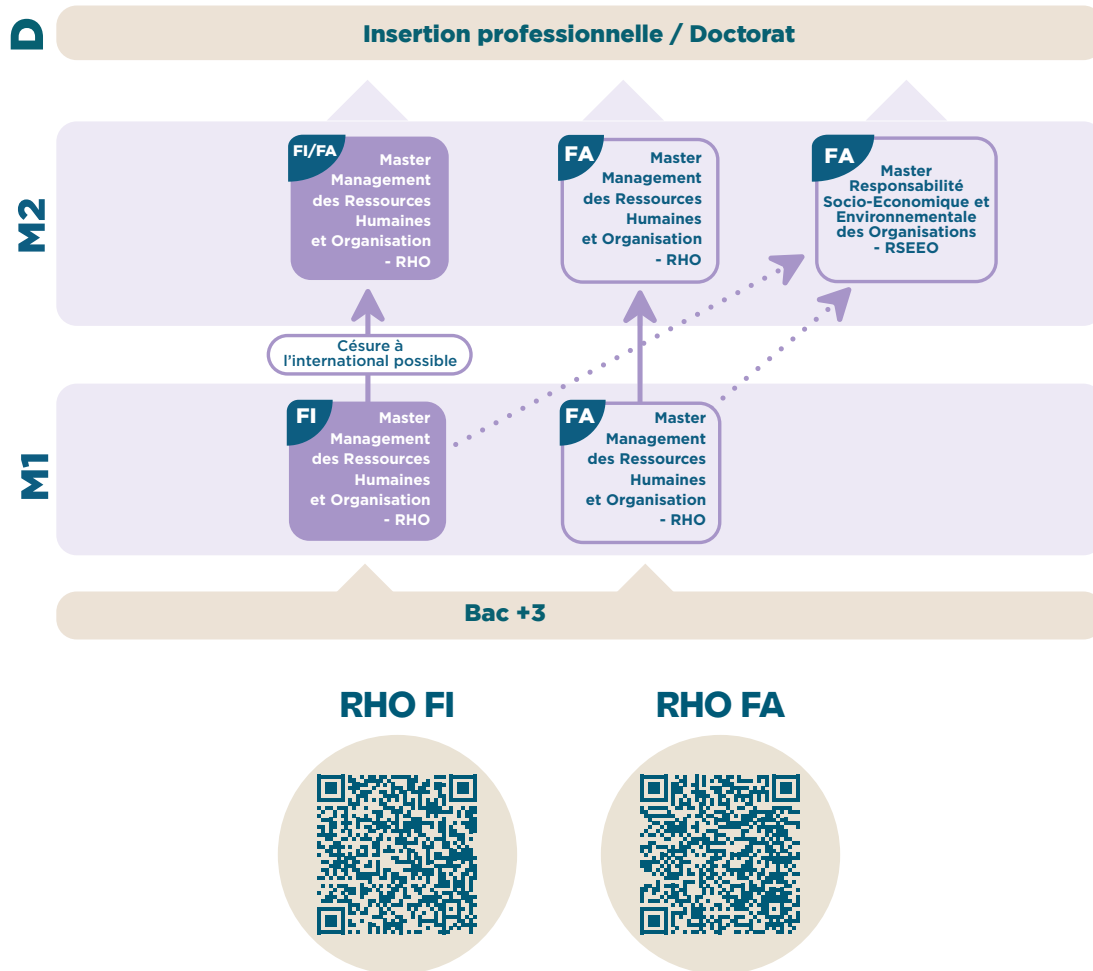 D
Insertion professionnelle / Doctorat
M2
FI/FA
Master
Management
des Ressources
Humaines
et Organisation
- RHO
FA
Master
Management
des Ressources
Humaines
et Organisation
- RHO
FA
Master
Responsabilité
Socio-Economique et
Environnementale
des Organisations
- RSEEO
Césure à
l'international possible
M1
FI
Master
Management
des Ressources
Humaines
et Organisation
- RHO
FA
Master
Management
des Ressources
Humaines
et Organisation
- RHO
Bac +3
RHO FI
RHO FA